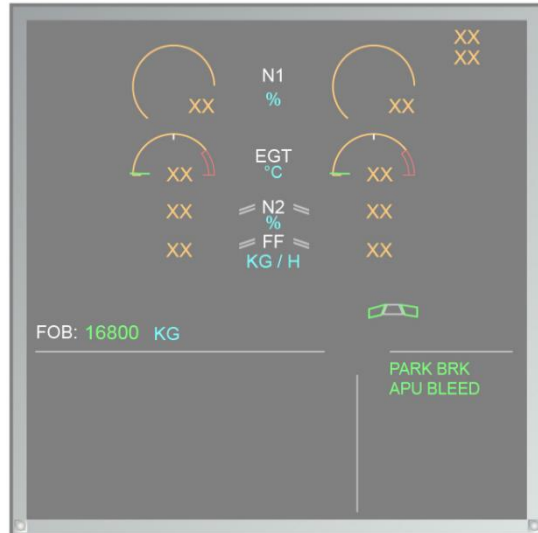 XX
XX
N1
XX % XX
EGT
XX °C XX
XX N2 XX
%
XX FF XX
KG / H
FOB: 16800 KG
PARK BRK
APU BLEED